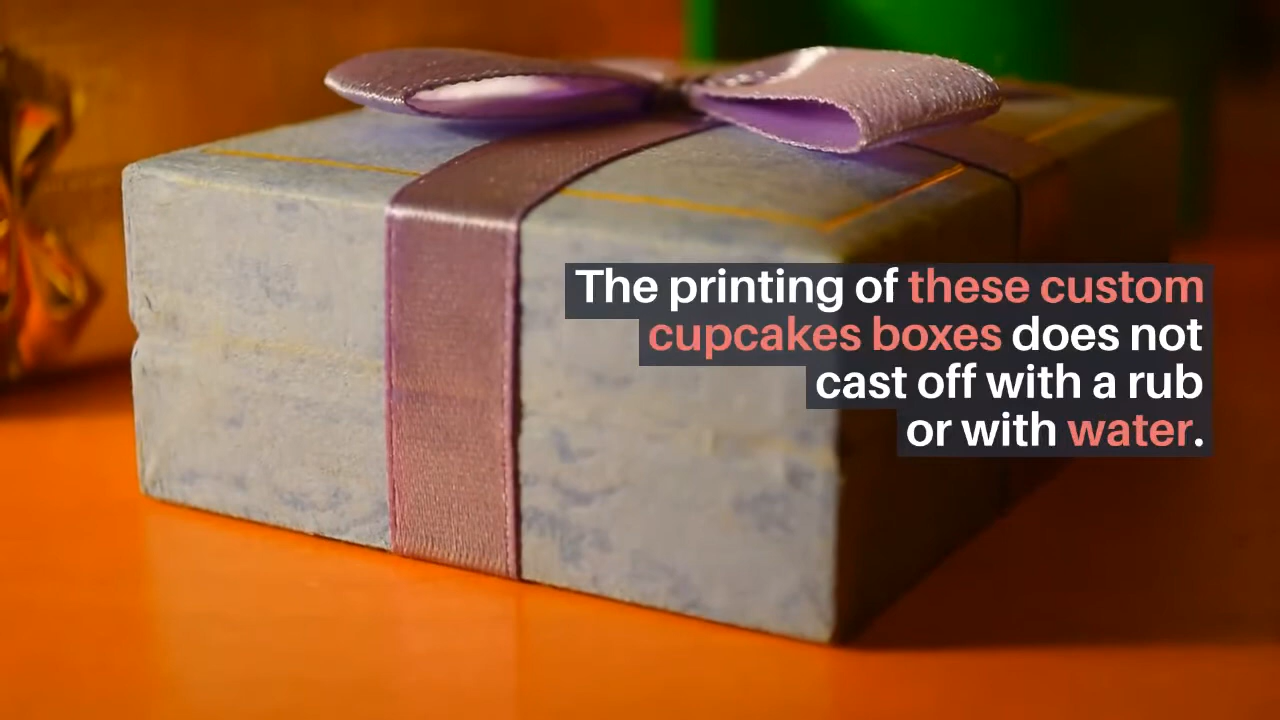 The printing of these custom
cupcakes boxes does not
cast off with a rub
or with water.